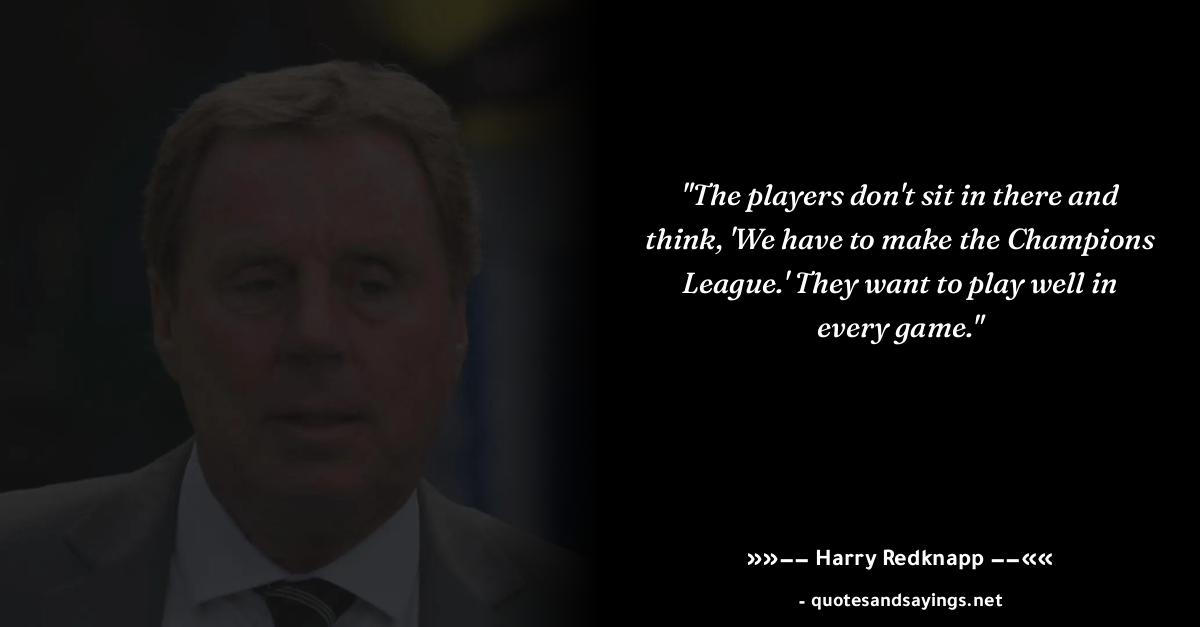 "The players don't sit in there and
think, 'We have to make the Champions
League.' They want to play well in
every game."
»»–– Harry Redknapp ––««
- quotesandsayings.net